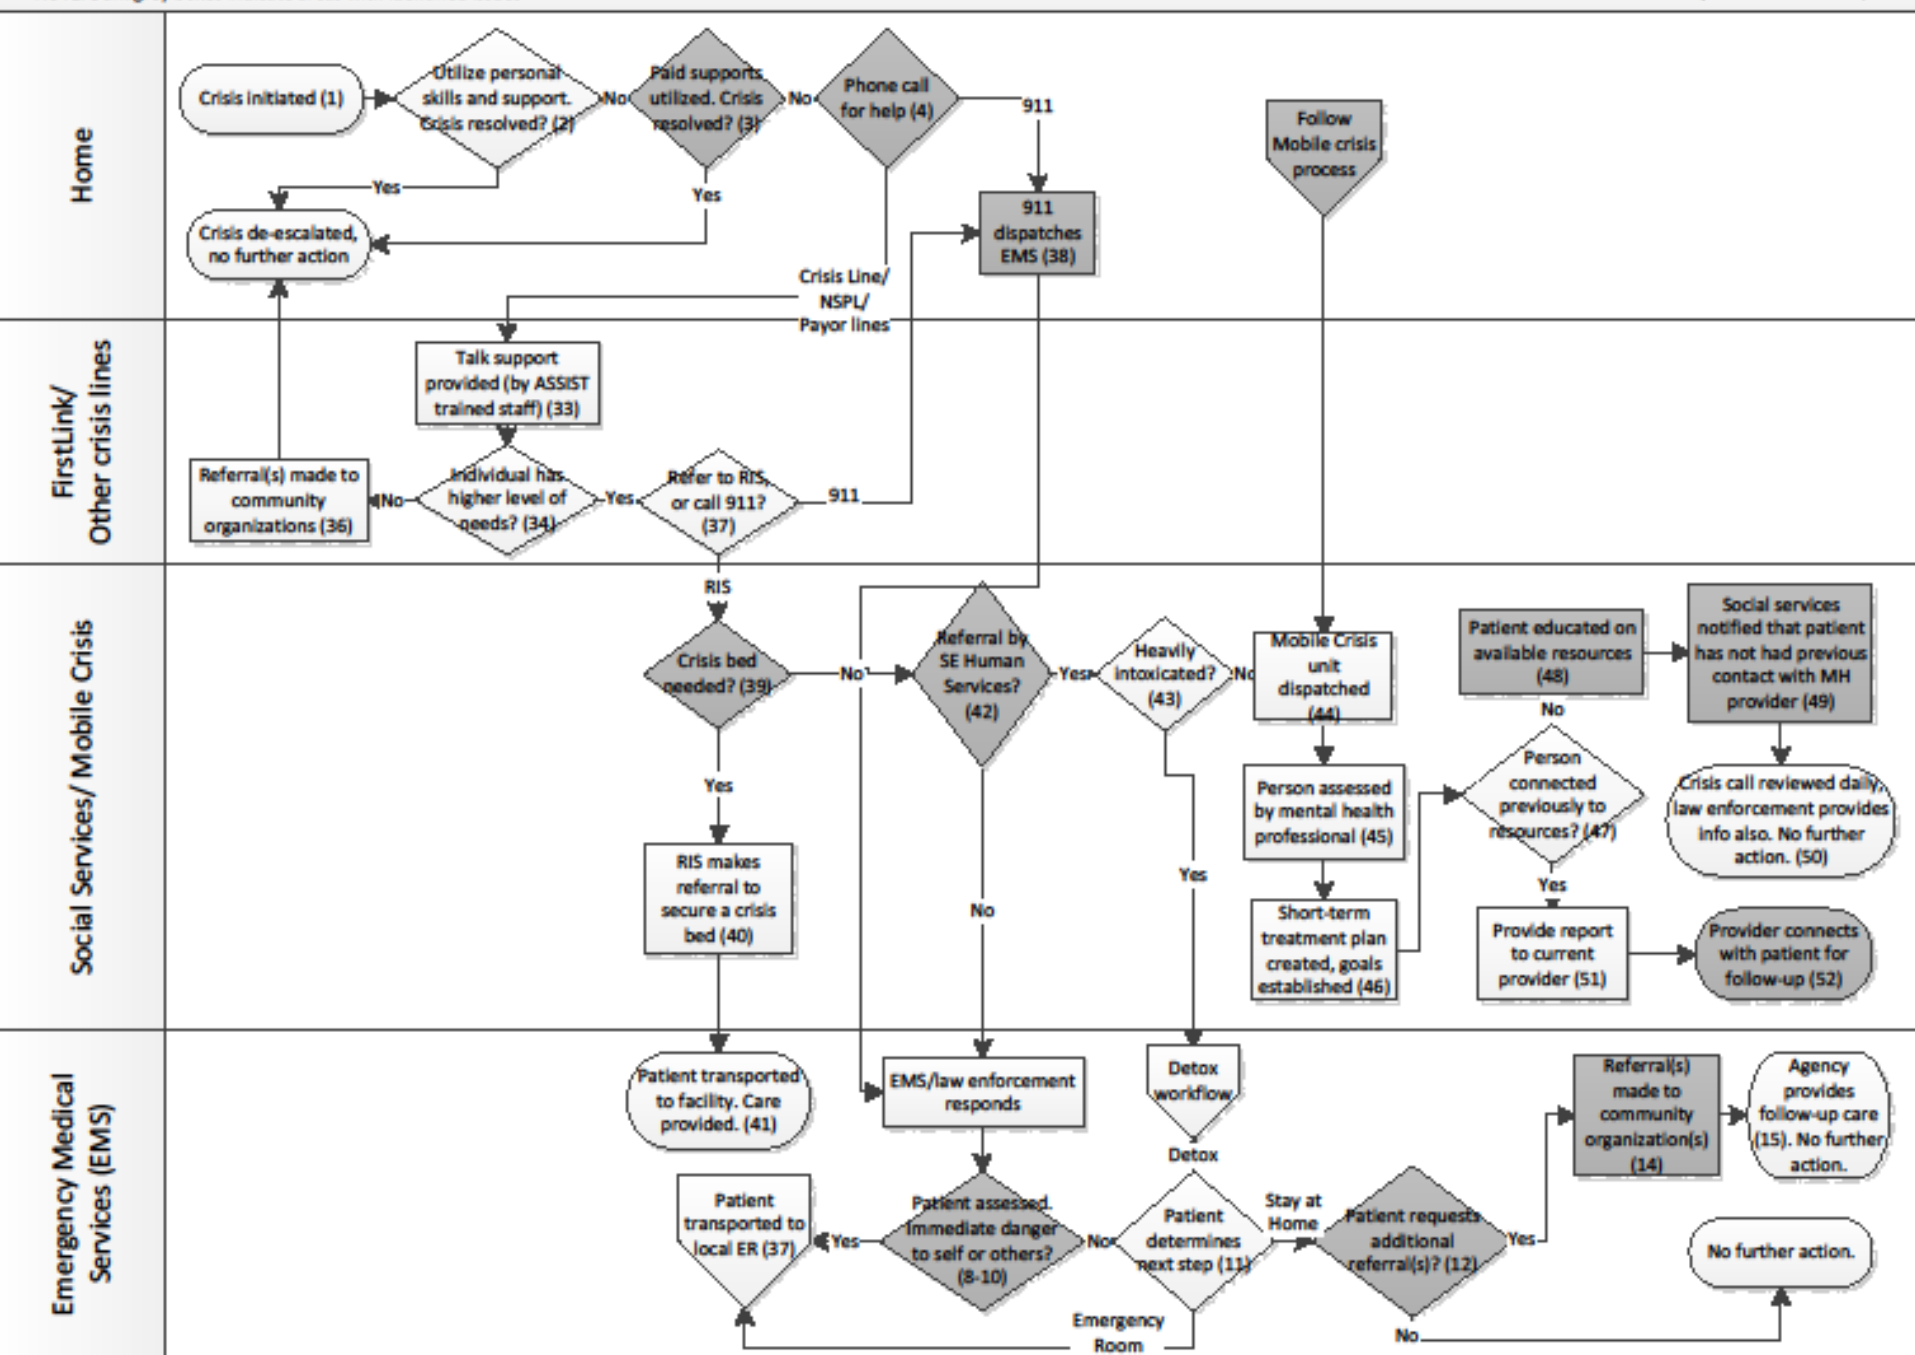 Home
Crisis initiated (1)
Utilize personal
skills and support.
Crisis resolved? (2)
No
Paid supports
utilized. Crisis
resolved? (3)
No
Phone call
for help (4)
911
Follow
Mobile crisis
process
Yes
Yes
Crisis de-escalated,
no further action
911
dispatches
EMS (38)
Crisis Line/
NSPL/
Payor lines
FirstLink/
Other crisis lines
Talk support
provided (by ASSIST
trained staff) (33)
Referral(s) made to
community
organizations (36)
No
Individual has
higher level of
needs? (34)
Yes
Refer to RIS,
or call 911?
(37)
911
Social Services/ Mobile Crisis
RIS
Crisis bed
needed? (39)
No
Referral by
SE Human
Services?
(42)
Yes
Heavily
intoxicated?
(43)
No
Mobile Crisis
unit
dispatched
(44)
Patient educated on
available resources
(48)
Social services
notified that patient
has not had previous
contact with MH
provider (49)
No
Person
connected
previously to
resources? (47)
Crisis call reviewed daily,
law enforcement provides
info also. No further
action. (50)
Yes
Person assessed
by mental health
professional (45)
Yes
RIS makes
referral to
secure a crisis
bed (40)
No
Yes
Short-term
treatment plan
created, goals
established (46)
Provide report
to current
provider (51)
Provider connects
with patient for
follow-up (52)
Emergency Medical
Services (EMS)
Patient transported
to facility. Care
provided. (41)
EMS/law enforcement
responds
Detox
workflow
Detox
Referral(s)
made to
community
organization(s)
(14)
Agency
provides
follow-up care
(15). No further
action.
Patient
transported to
local ER (37)
Yes
Patient assessed.
Immediate danger
to self or others?
(8-10)
No
Patient
determines
next step (11)
Stay at
Home
Patient requests
additional
referral(s)? (12)
Yes
No further action.
Emergency
Room
No